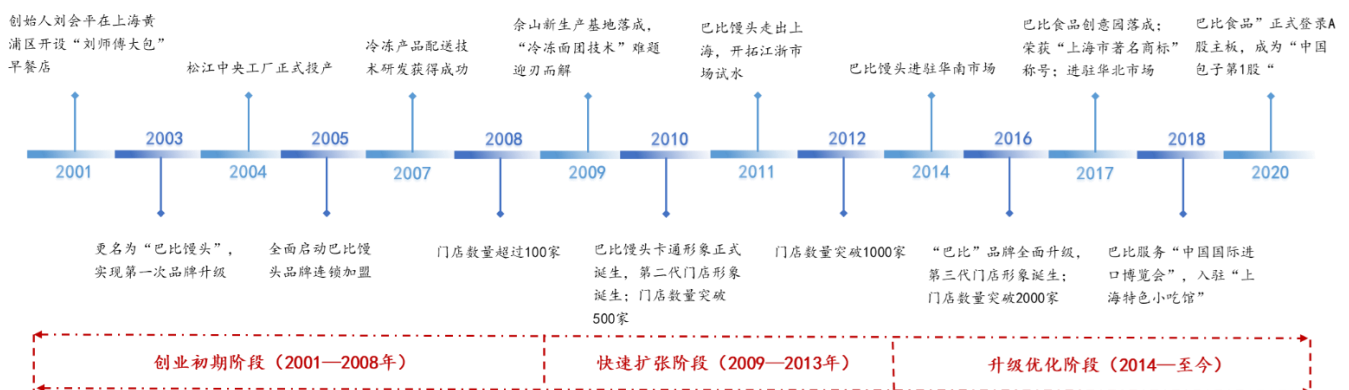 创始人刘会平在上海黄
浦区开设“刘师傅大包”
早餐店
松江中央工厂正式投产
冷冻产品配送技
术研发获得成功
佘山新生产基地落成，
“冷冻面团技术”难题
迎刃而解
巴比馒头走出上
海，开拓江浙市
场试水
巴比馒头进驻华南市场
巴比食品创意园落成；
荣获“上海市著名商标”
称号；进驻华北市场
巴比食品”正式登录A
股主板，成为“中国
包子第1股“
2003
2005
2008
2010
2012
2016
2018
2001
2004
2007
2009
2011
2014
2017
2020
更名为“巴比馒头”，
实现第一次品牌升级
全面启动巴比馒
头品牌连锁加盟
门店数量超过100家
巴比馒头卡通形象正式
诞生，第二代门店形象
诞生；门店数量突破
500家
门店数量突破1000家
“巴比”品牌全面升级，
第三代门店形象诞生；
门店数量突破2000家
巴比服务“中国国际进
口博览会”，入驻“上
海特色小吃馆”
创业初期阶段（2001—2008年）
快速扩张阶段（2009—2013年）
升级优化阶段（2014—至今）